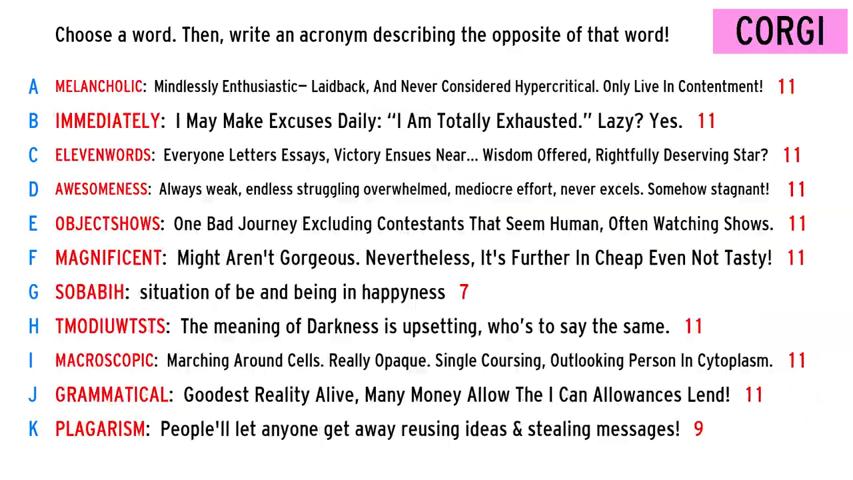 Choose a word. Then, write an acronym describing the opposite of that word!
CORGI
A MELANCHOLIC: Mindlessly Enthusiastic— Laidback, And Never Considered Hypercritical. Only Live In Contentment! 11
B IMMEDIATELY: I May Make Excuses Daily: “I Am Totally Exhausted.” Lazy? Yes. 11
C ELEVENWORDS: Everyone Letters Essays, Victory Ensues Near... Wisdom Offered, Rightfully Deserving Star? 11
D AWESOMENESS: Always weak, endless struggling overwhelmed, mediocre effort, never excels. Somehow stagnant! 11
E OBJECTSHOWS: One Bad Journey Excluding Contestants That Seem Human, Often Watching Shows. 11
F MAGNIFICENT: Might Aren't Gorgeous. Nevertheless, It's Further In Cheap Even Not Tasty! 11
G SOBABIH: situation of be and being in happyness 7
H TMODIUWTSTS: The meaning of Darkness is upsetting, who's to say the same. 11
I MACROSCOPIC: Marching Around Cells. Really Opaque. Single Coursing, Outlooking Person In Cytoplasm. 11
J GRAMMATICAL: Goodest Reality Alive, Many Money Allow The I Can Allowances Lend! 11
K PLAGARISM: People'll let anyone get away reusing ideas & stealing messages! 9